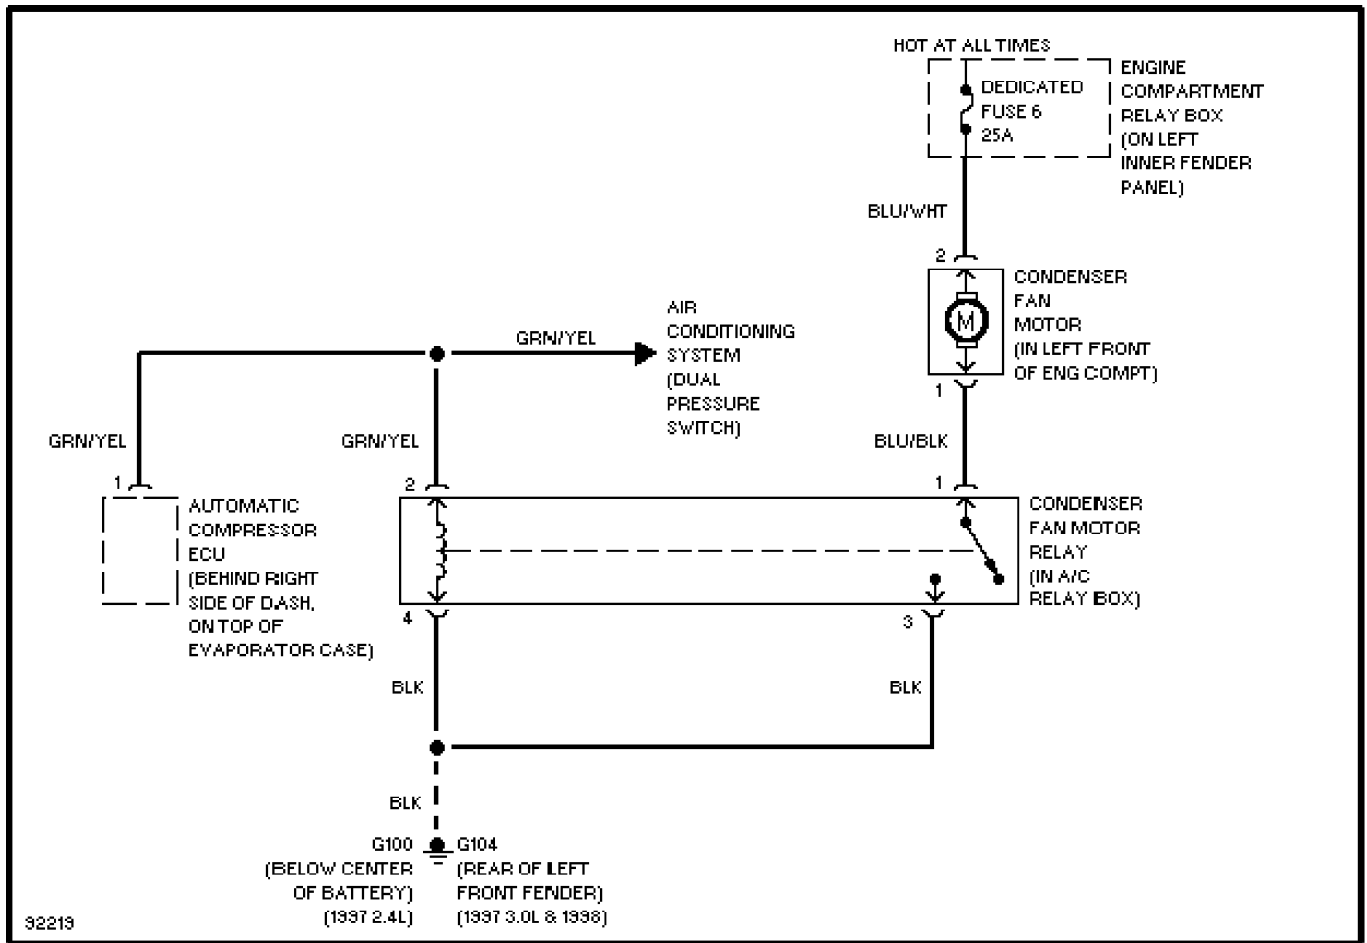 HOT AT ALL TIMES
DEDICATED
FUSE 6
25A
ENGINE
COMPARTMENT
RELAY BOX
(ON LEFT
INNER FENDER
PANEL)
BLU/WHT
2
CONDENSER
FAN
MOTOR
(IN LEFT FRONT
OF ENG COMPT)
M
1
AIR
CONDITIONING
SYSTEM
(DUAL
PRESSURE
SWITCH)
GRN/YEL
GRN/YEL
GRN/YEL
BLU/BLK
1
2
1
AUTOMATIC
COMPRESSOR
ECU
(BEHIND RIGHT
SIDE OF DASH,
ON TOP OF
EVAPORATOR CASE)
CONDENSER
FAN MOTOR
RELAY
(IN A/C
RELAY BOX)
4
3
BLK
BLK
BLK
G100
(BELOW CENTER
OF BATTERY)
(1997 2.4L)
G104
(REAR OF LEFT
FRONT FENDER)
(1997 3.0L & 1998)
92219